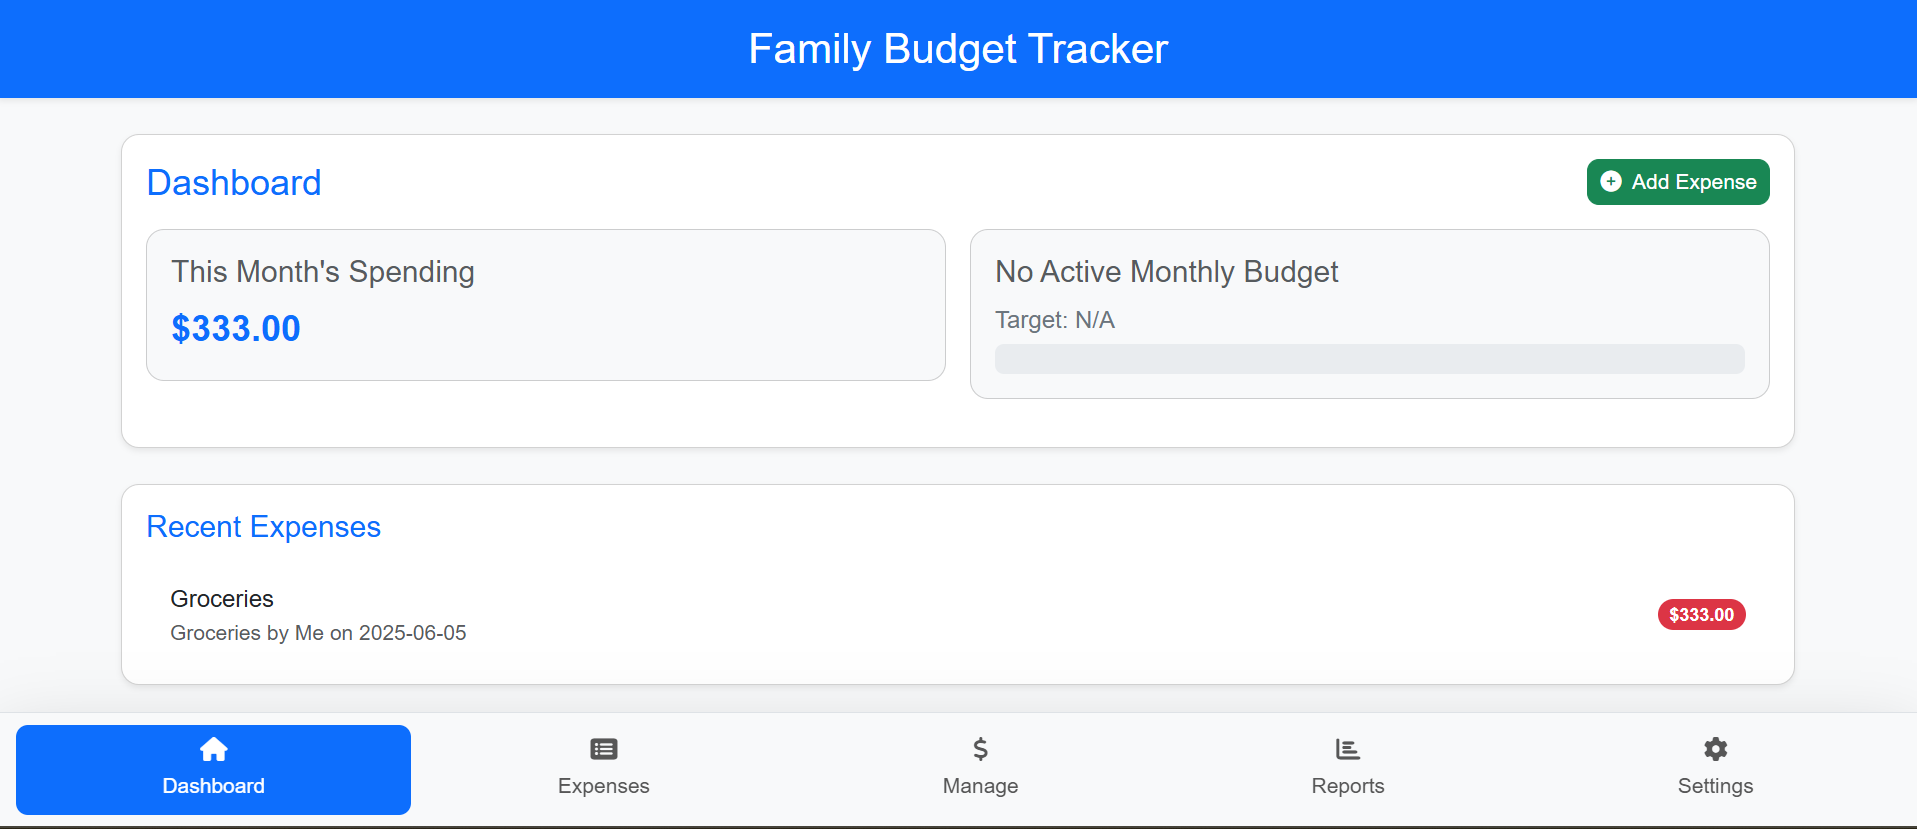 Family Budget Tracker
Dashboard
Add Expense
This Month's Spending
$333.00
No Active Monthly Budget
Target: N/A
Recent Expenses
Groceries
Groceries by Me on 2025-06-05
$333.00
Dashboard
Expenses
Manage
Reports
Settings